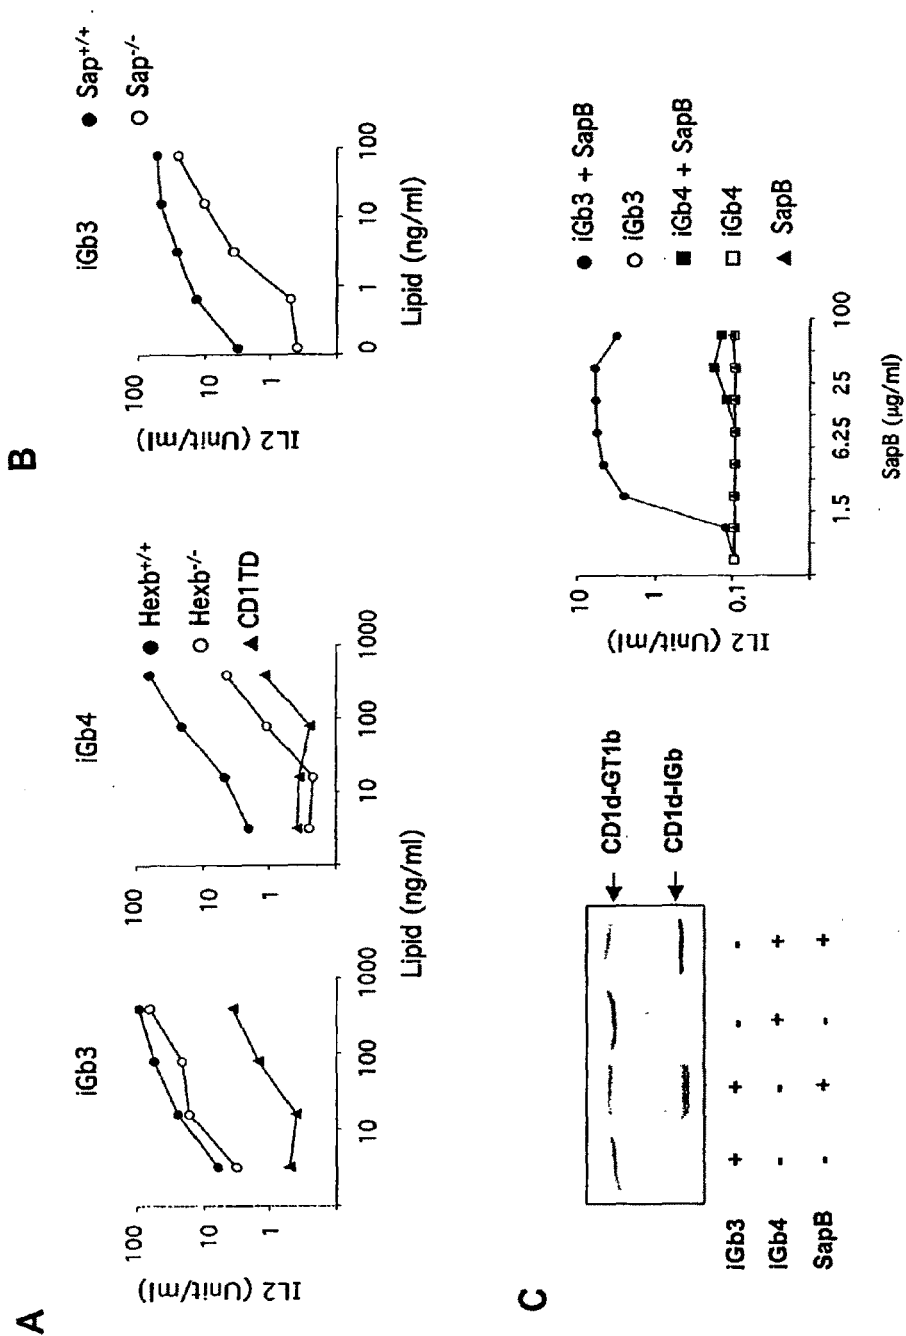 A
iGb3
IL2 (Unit/ml)
100
10
1
10
100
1000
iGb4
100
10
1
10
100
1000
Lipid (ng/ml)
Hexb+/+
Hexb-/-
CD1TD
B
iGb3
IL2 (Unit/ml)
100
10
1
0
1
10
100
Lipid (ng/ml)
Sap+/+
Sap-/-
C
CD1d-GT1b
CD1d-IGb
iGb3 + + - -
iGb4 - - + +
SapB - + - +
IL2 (Unit/ml)
10
1
0.1
1.5
6.25
25
100
SapB (µg/ml)
iGb3 + SapB
iGb3
iGb4 + SapB
iGb4
SapB